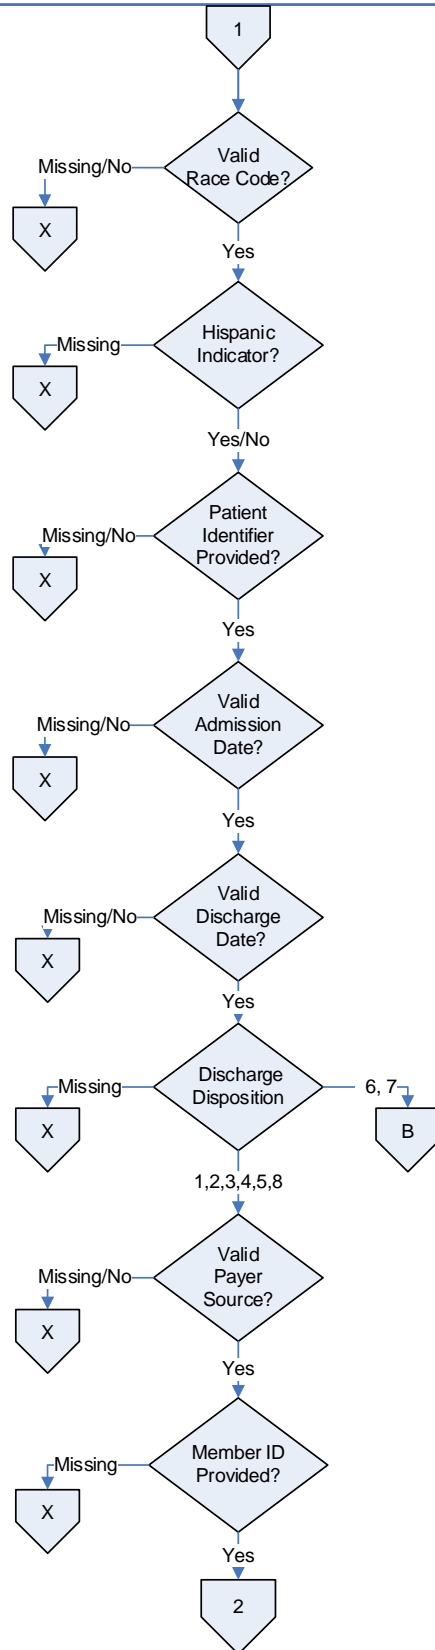 1
Valid
Race Code?
Missing/No
X
Yes
Hispanic
Indicator?
Missing
X
Yes/No
Patient
Identifier
Provided?
Missing/No
X
Yes
Valid
Admission
Date?
Missing/No
X
Yes
Valid
Discharge
Date?
Missing/No
X
Yes
Discharge
Disposition
Missing
X
6, 7
B
1,2,3,4,5,8
Valid
Payer
Source?
Missing/No
X
Yes
Member ID
Provided?
Missing
X
Yes
2